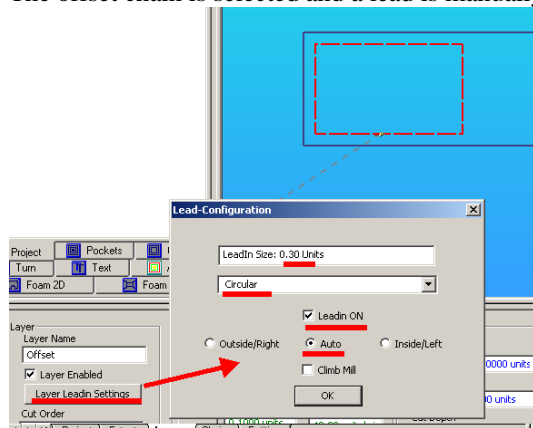 The offset chain is selected and a lead is manually
Lead-Configuration
LeadIn Size: 0.30 Units
Circular
Leadin ON
Outside/Right
Auto
Inside/Left
Climb Mill
OK
Project
Pockets
Turn
Text
Foam 2D
Foam
Layer
Layer Name
Offset
Layer Enabled
Layer Leadin Settings
Cut Order
0000 units
0 units